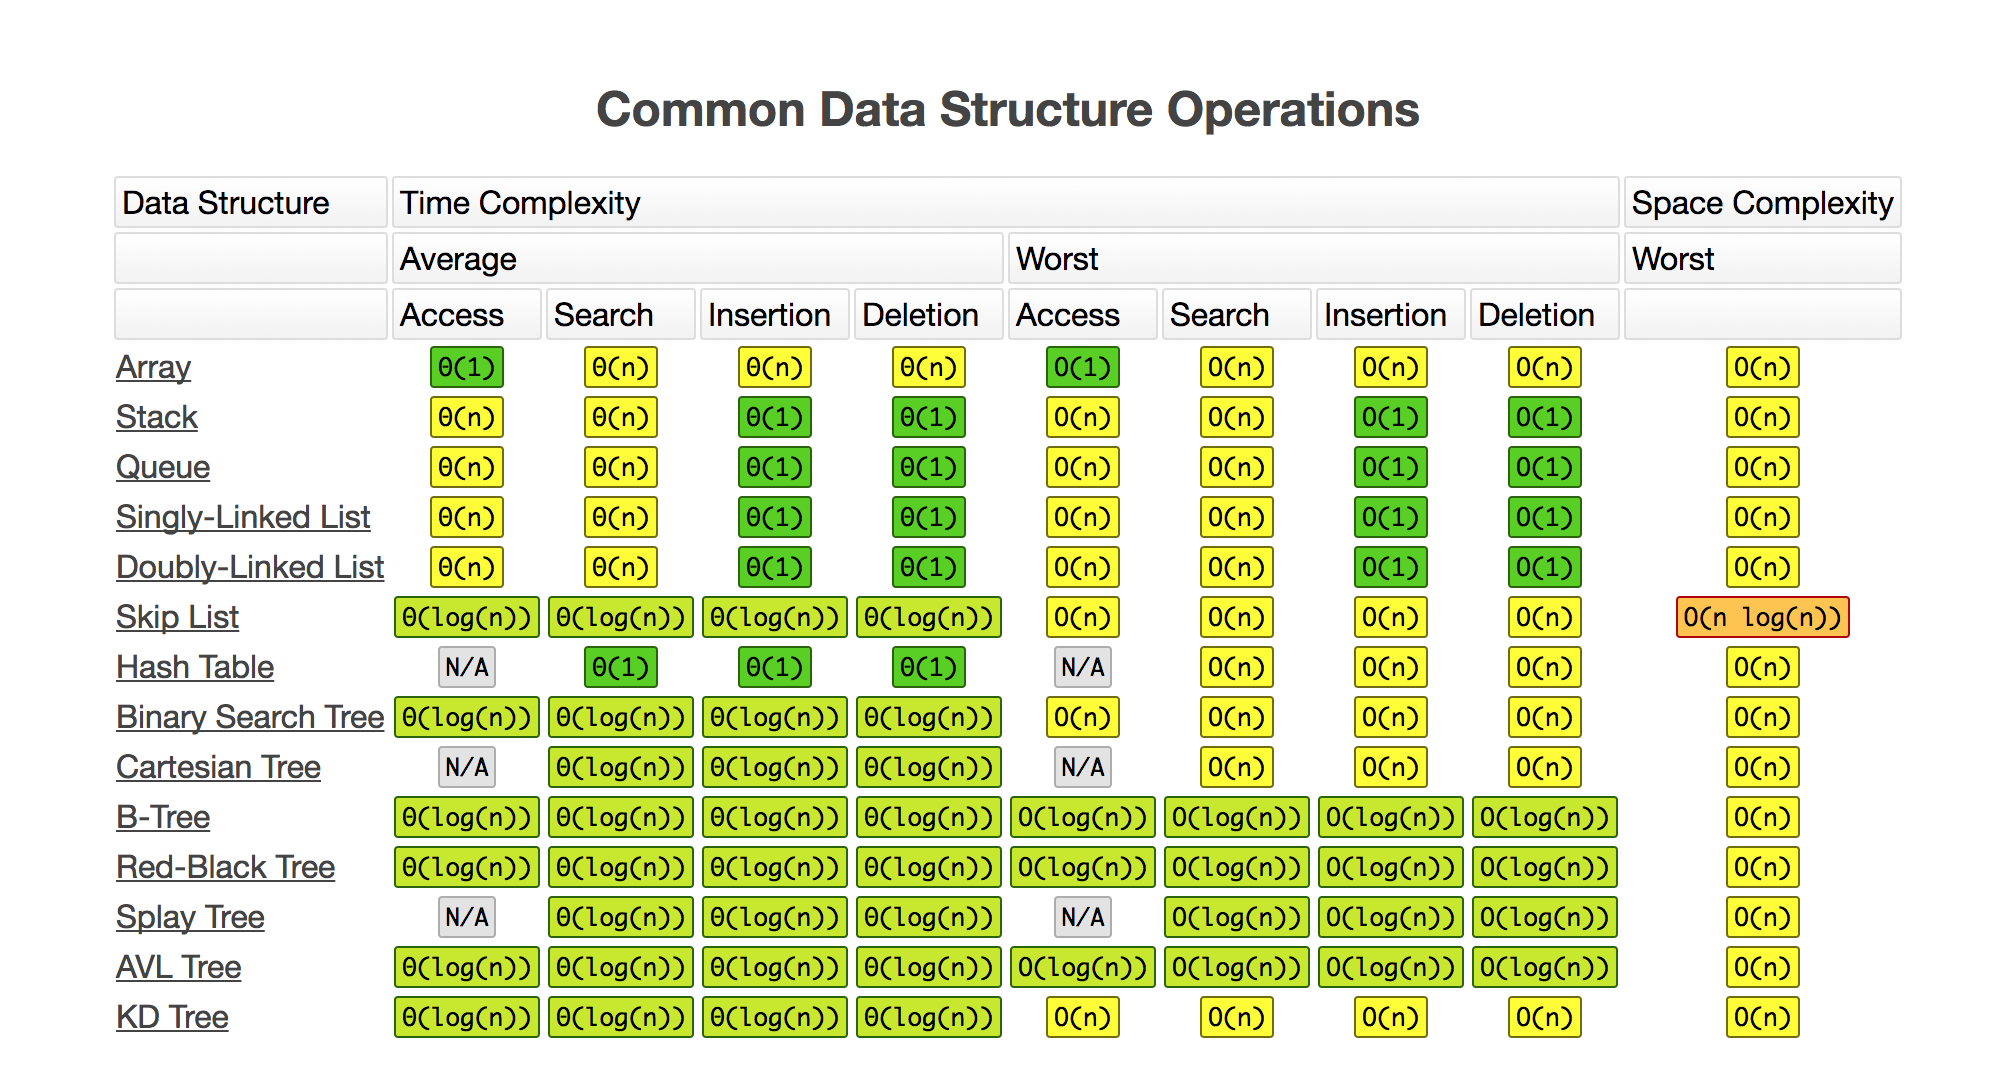 Common Data Structure Operations
Data Structure Time Complexity Space Complexity
Average Worst Worst
Access Search Insertion Deletion Access Search Insertion Deletion
Array Θ(1) Θ(n) Θ(n) Θ(n) O(1) O(n) O(n) O(n) O(n)
Stack Θ(n) Θ(n) Θ(1) Θ(1) O(n) O(n) O(1) O(1) O(n)
Queue Θ(n) Θ(n) Θ(1) Θ(1) O(n) O(n) O(1) O(1) O(n)
Singly-Linked List Θ(n) Θ(n) Θ(1) Θ(1) O(n) O(n) O(1) O(1) O(n)
Doubly-Linked List Θ(n) Θ(n) Θ(1) Θ(1) O(n) O(n) O(1) O(1) O(n)
Skip List Θ(log(n)) Θ(log(n)) Θ(log(n)) Θ(log(n)) O(n) O(n) O(n) O(n) O(n log(n))
Hash Table N/A Θ(1) Θ(1) Θ(1) N/A O(n) O(n) O(n) O(n)
Binary Search Tree Θ(log(n)) Θ(log(n)) Θ(log(n)) Θ(log(n)) O(n) O(n) O(n) O(n) O(n)
Cartesian Tree N/A Θ(log(n)) Θ(log(n)) Θ(log(n)) N/A O(n) O(n) O(n) O(n)
B-Tree Θ(log(n)) Θ(log(n)) Θ(log(n)) Θ(log(n)) O(log(n)) O(log(n)) O(log(n)) O(log(n)) O(n)
Red-Black Tree Θ(log(n)) Θ(log(n)) Θ(log(n)) Θ(log(n)) O(log(n)) O(log(n)) O(log(n)) O(log(n)) O(n)
Splay Tree N/A Θ(log(n)) Θ(log(n)) Θ(log(n)) N/A O(log(n)) O(log(n)) O(log(n)) O(n)
AVL Tree Θ(log(n)) Θ(log(n)) Θ(log(n)) Θ(log(n)) O(log(n)) O(log(n)) O(log(n)) O(log(n)) O(n)
KD Tree Θ(log(n)) Θ(log(n)) Θ(log(n)) Θ(log(n)) O(n) O(n) O(n) O(n) O(n)